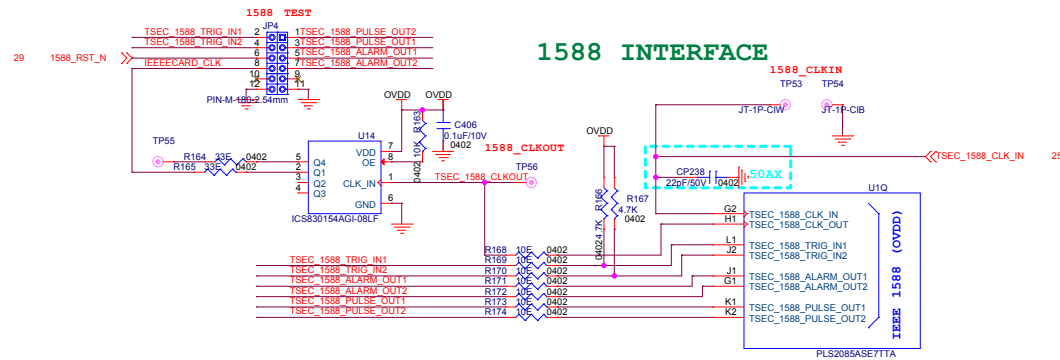 1588 TEST
JP4
TSEC_1588_TRIG_IN1 2 1 TSEC_1588_PULSE_OUT2
TSEC_1588_TRIG_IN2 4 3 TSEC_1588_PULSE_OUT1
29 1588_RST_N 6 5 TSEC_1588_ALARM_OUT1
IEEEECARD_CLK 8 7 TSEC_1588_ALARM_OUT2
10 9
12 11
PIN-M-180-2.54mm
1588 INTERFACE
1588_CLKIN
TP53 TP54
JT-1P-CIW JT-1P-CIB
OVDD OVDD
R163
10K
0402
C406
0.1uF/10V
0402
U14
TP55
R164 33E 0402 5 Q4
R165 33E 0402 1 Q1
2 Q2
3
4 Q3
VDD 7
OE 8
CLK_IN 1
GND 6
ICS830154AGI-08LF
1588_CLKOUT
TSEC_1588_CLKOUT
TP56
OVDD
R166
4.7K
0402
R167
4.7K
0402
TSEC_1588_CLK_IN 25
CP238
22pF/50V 0402
50AX
U1Q
G2 TSEC_1588_CLK_IN
H1 TSEC_1588_CLK_OUT
L1 TSEC_1588_TRIG_IN1
J2 TSEC_1588_TRIG_IN2
J1 TSEC_1588_ALARM_OUT1
G1 TSEC_1588_ALARM_OUT2
K1 TSEC_1588_PULSE_OUT1
K2 TSEC_1588_PULSE_OUT2
IEEE 1588 (OVDD)
PLS2085ASE7TTA
R168 10E 0402
TSEC_1588_TRIG_IN1 R169 10E 0402
TSEC_1588_TRIG_IN2 R170 10E 0402
TSEC_1588_ALARM_OUT1 R171 10E 0402
TSEC_1588_ALARM_OUT2 R172 10E 0402
TSEC_1588_PULSE_OUT1 R173 10E 0402
TSEC_1588_PULSE_OUT2 R174 10E 0402